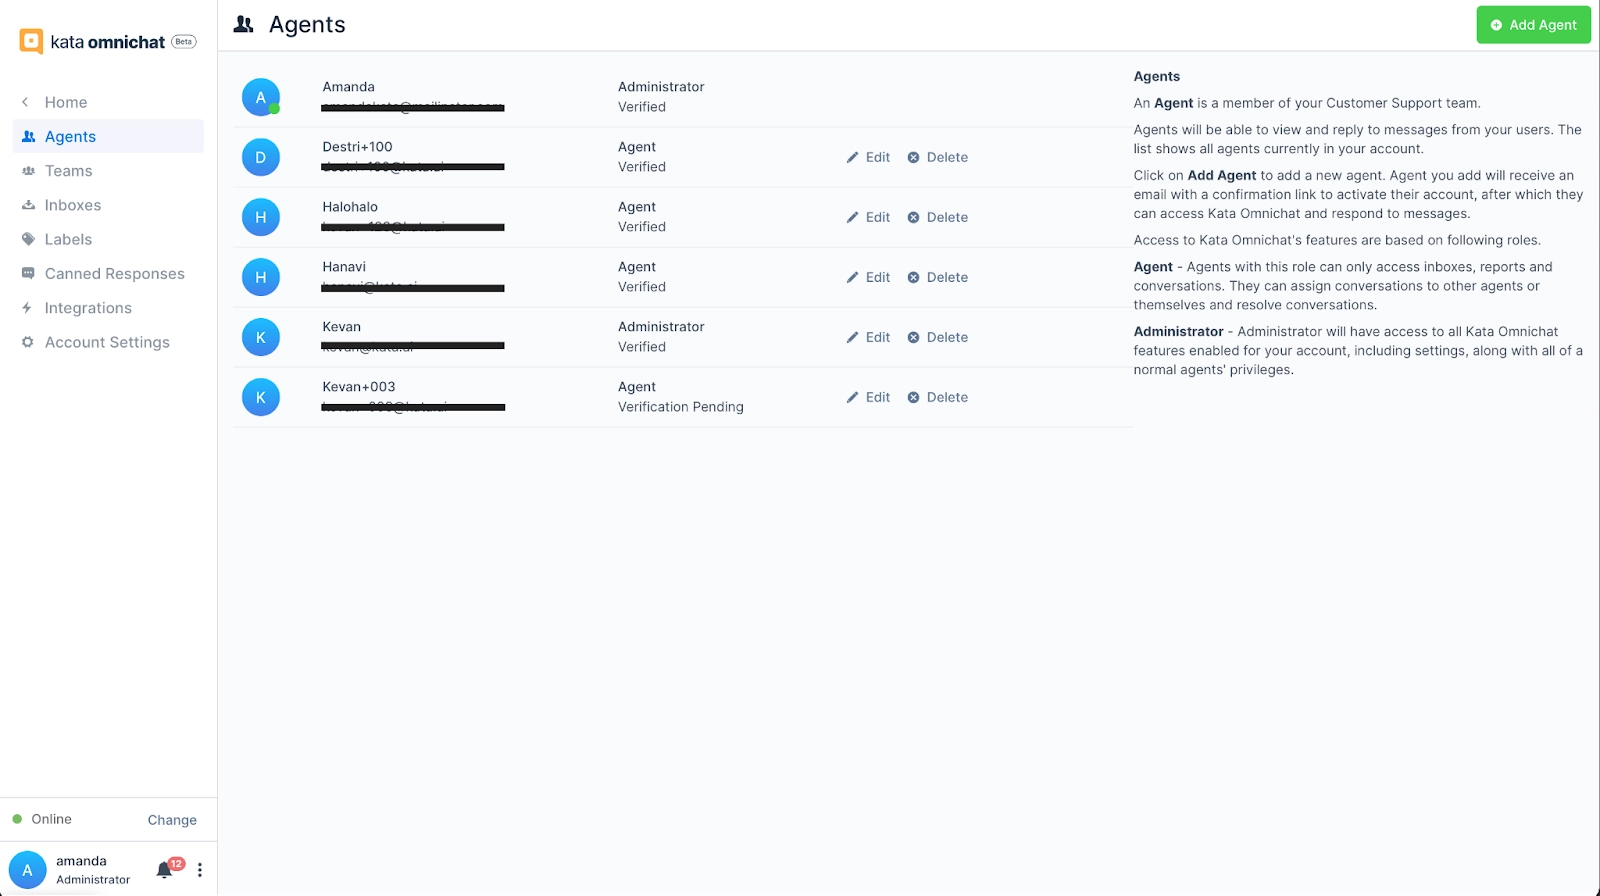 kata omnichat Beta
Home
Agents
Teams
Inboxes
Labels
Canned Responses
Integrations
Account Settings
Online
Change
A
amanda
Administrator
12
Agents
Add Agent
A
Amanda
Administrator
Verified
D
Destri+100
Agent
Verified
Edit
Delete
H
Halohalo
Agent
Verified
Edit
Delete
H
Hanavi
Agent
Verified
Edit
Delete
K
Kevan
Administrator
Verified
Edit
Delete
K
Kevan+003
Agent
Verification Pending
Edit
Delete
Agents
An Agent is a member of your Customer Support team.
Agents will be able to view and reply to messages from your users. The
list shows all agents currently in your account.
Click on Add Agent to add a new agent. Agent you add will receive an
email with a confirmation link to activate their account, after which they
can access Kata Omnichat and respond to messages.
Access to Kata Omnichat's features are based on following roles.
Agent - Agents with this role can only access inboxes, reports and
conversations. They can assign conversations to other agents or
themselves and resolve conversations.
Administrator - Administrator will have access to all Kata Omnichat
features enabled for your account, including settings, along with all of a
normal agents' privileges.